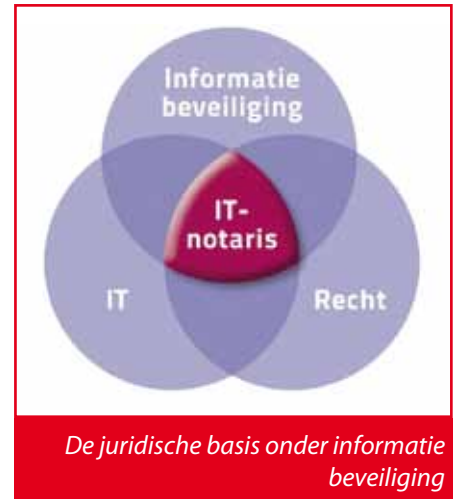 Informatie
beveiliging
IT-
notaris
IT
Recht
De juridische basis onder informatie
beveiliging